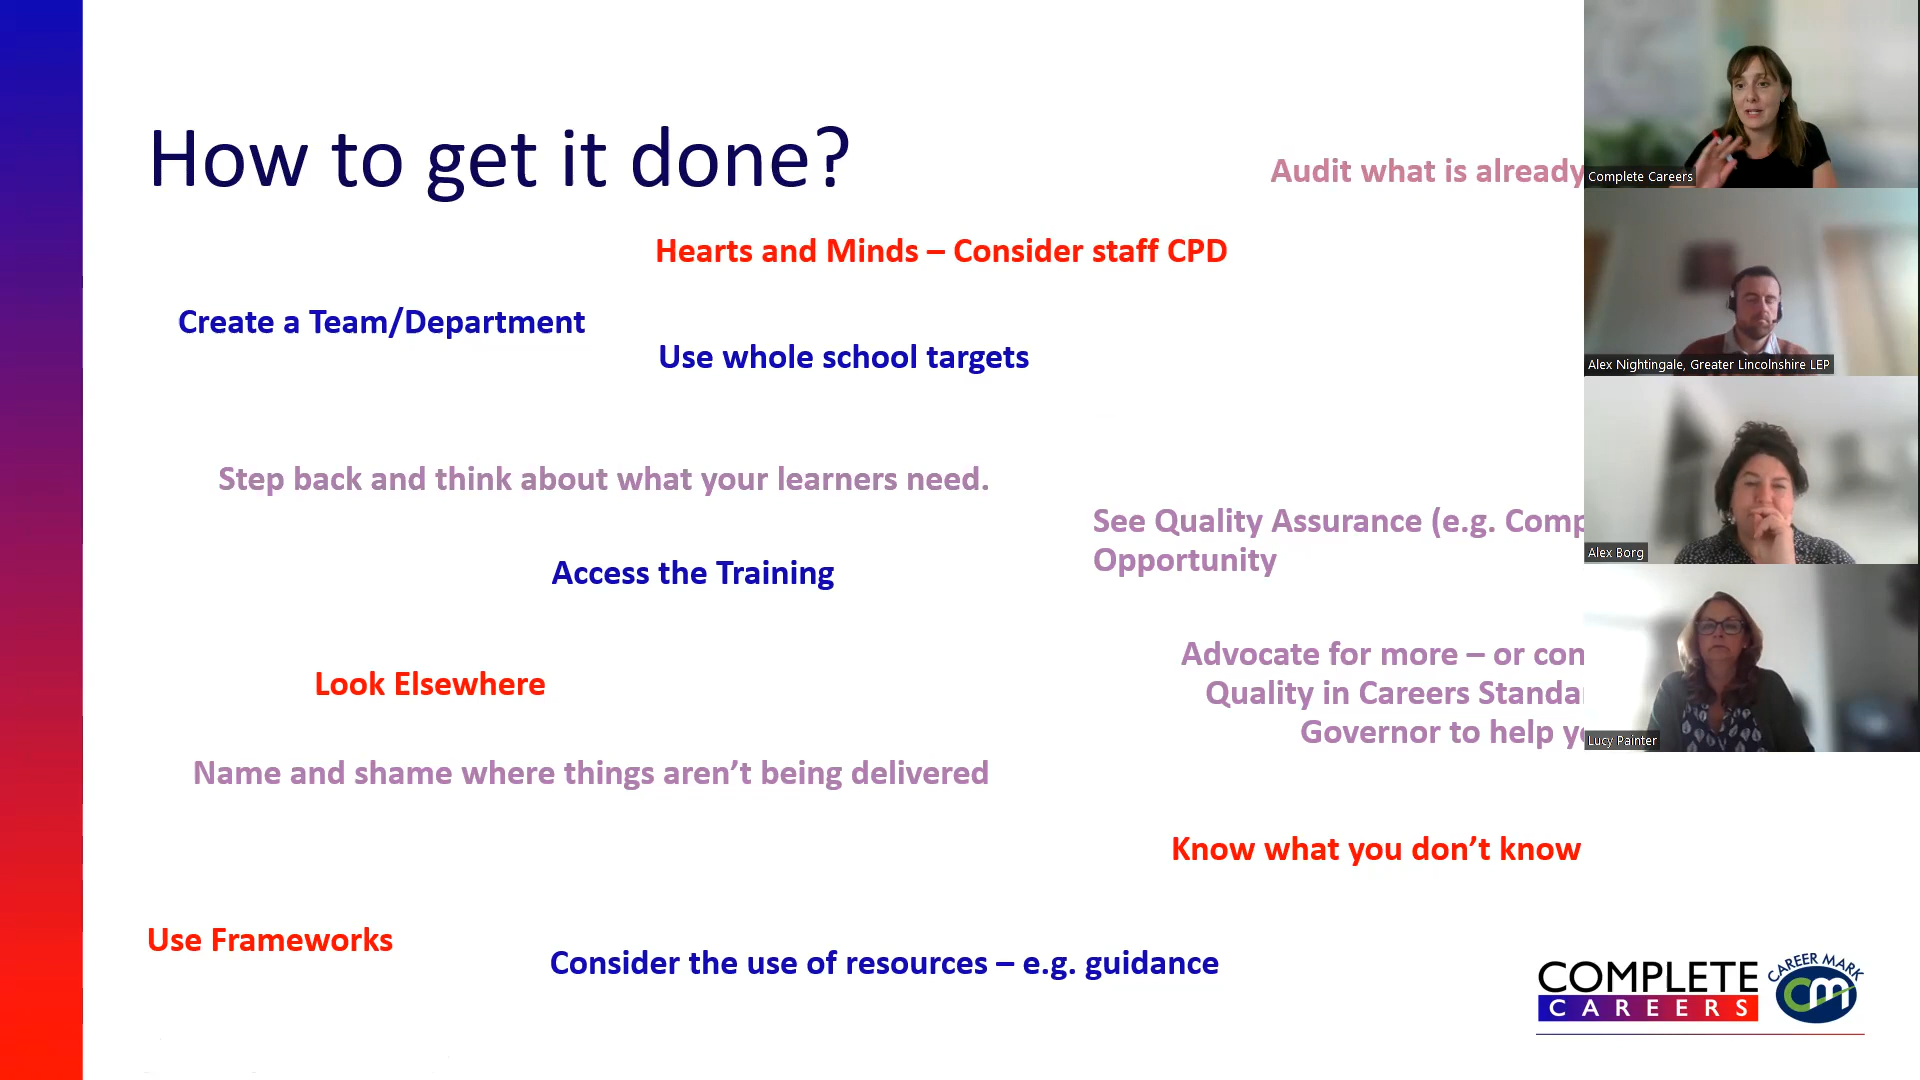 How to get it done?
Audit what is already
Hearts and Minds – Consider staff CPD
Create a Team/Department
Use whole school targets
Step back and think about what your learners need.
See Quality Assurance (e.g. Comp
Opportunity
Access the Training
Advocate for more – or con
Quality in Careers Standa
Governor to help
Look Elsewhere
Name and shame where things aren’t being delivered
Know what you don’t know
Use Frameworks
Consider the use of resources – e.g. guidance
COMPLETE
CAREERS
CAREER MARK
cm
Complete Careers
Alex Nightingale, Greater Lincolnshire LEP
Alex Borg
Lucy Painter